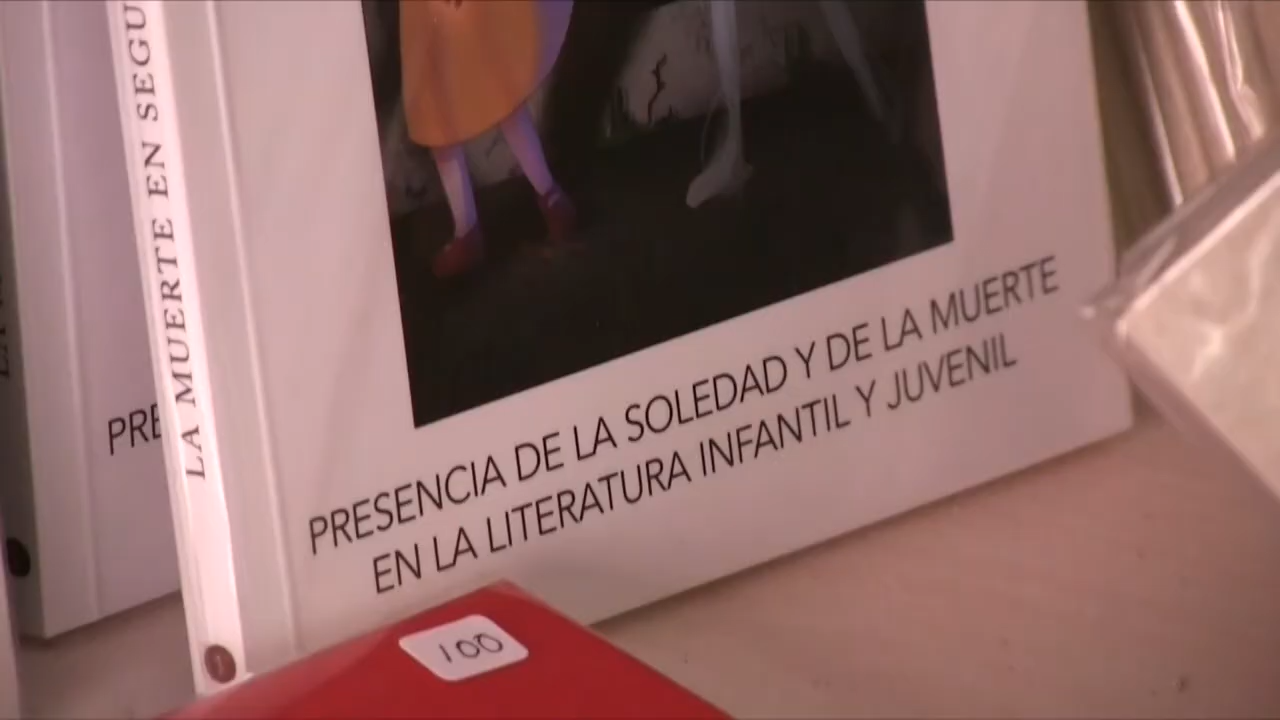 LA MUERTE EN SEGU
PRE
PRESENCIA DE LA SOLEDAD Y DE LA MUERTE
EN LA LITERATURA INFANTIL Y JUVENIL
100